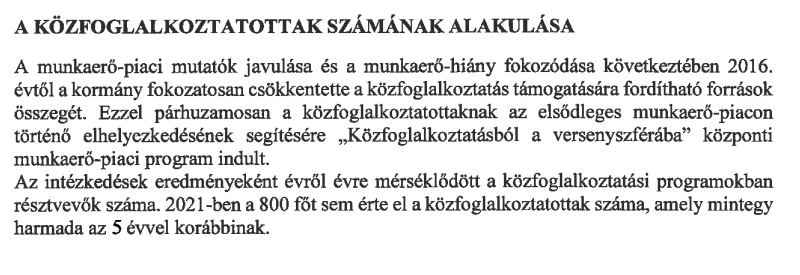 A KÖZFOGLALKOZTATOTTAK SZÁMÁNAK ALAKULÁSA
A munkaerő-piaci mutatók javulása és a munkaerő-hiány fokozódása következtében 2016.
évtől a kormány fokozatosan csökkentette a közfoglalkoztatás támogatására fordítható források
összegét. Ezzel párhuzamosan a közfoglalkoztatottaknak az elsődleges munkaerő-piacon
történő elhelyezkedésének segítésére „Közfoglalkoztatásból a versenyszférába” központi
munkaerő-piaci program indult.
Az intézkedések eredményeként évről évre mérséklődött a közfoglalkoztatási programokban
résztvevők száma. 2021-ben a 800 főt sem érte el a közfoglalkoztatottak száma, amely mintegy
harmada az 5 évvel korábbinak.